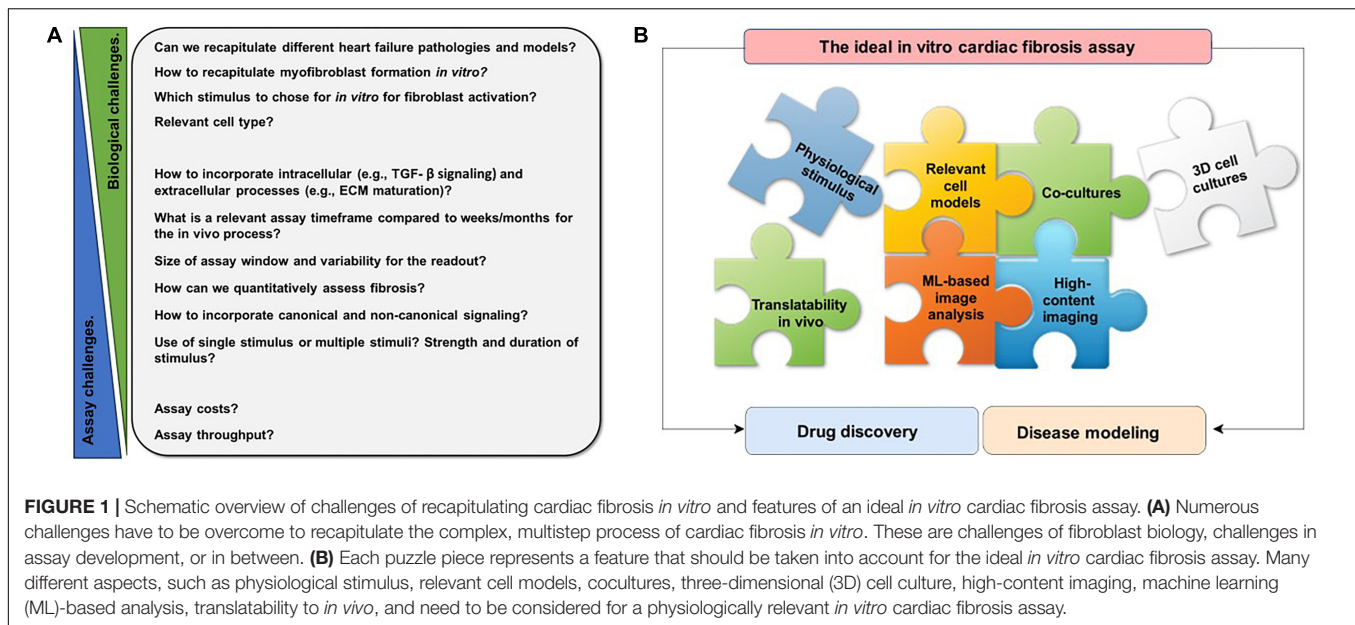 A
Biological challenges.
Assay challenges.
Can we recapitulate different heart failure pathologies and models?
How to recapitulate myofibroblast formation in vitro?
Which stimulus to chose for in vitro for fibroblast activation?
Relevant cell type?
How to incorporate intracellular (e.g., TGF- β signaling) and
extracellular processes (e.g., ECM maturation)?
What is a relevant assay timeframe compared to weeks/months for
the in vivo process?
Size of assay window and variability for the readout?
How can we quantitatively assess fibrosis?
How to incorporate canonical and non-canonical signaling?
Use of single stimulus or multiple stimuli? Strength and duration of
stimulus?
Assay costs?
Assay throughput?
B
The ideal in vitro cardiac fibrosis assay
Physiological
stimulus
Relevant
cell
models
Co-cultures
3D cell
cultures
Translatability
in vivo
ML-based
image
analysis
High-
content
imaging
Drug discovery
Disease modeling
FIGURE 1 | Schematic overview of challenges of recapitulating cardiac fibrosis in vitro and features of an ideal in vitro cardiac fibrosis assay. (A) Numerous
challenges have to be overcome to recapitulate the complex, multistep process of cardiac fibrosis in vitro. These are challenges of fibroblast biology, challenges in
assay development, or in between. (B) Each puzzle piece represents a feature that should be taken into account for the ideal in vitro cardiac fibrosis assay. Many
different aspects, such as physiological stimulus, relevant cell models, cocultures, three-dimensional (3D) cell culture, high-content imaging, machine learning
(ML)-based analysis, translatability to in vivo, and need to be considered for a physiologically relevant in vitro cardiac fibrosis assay.